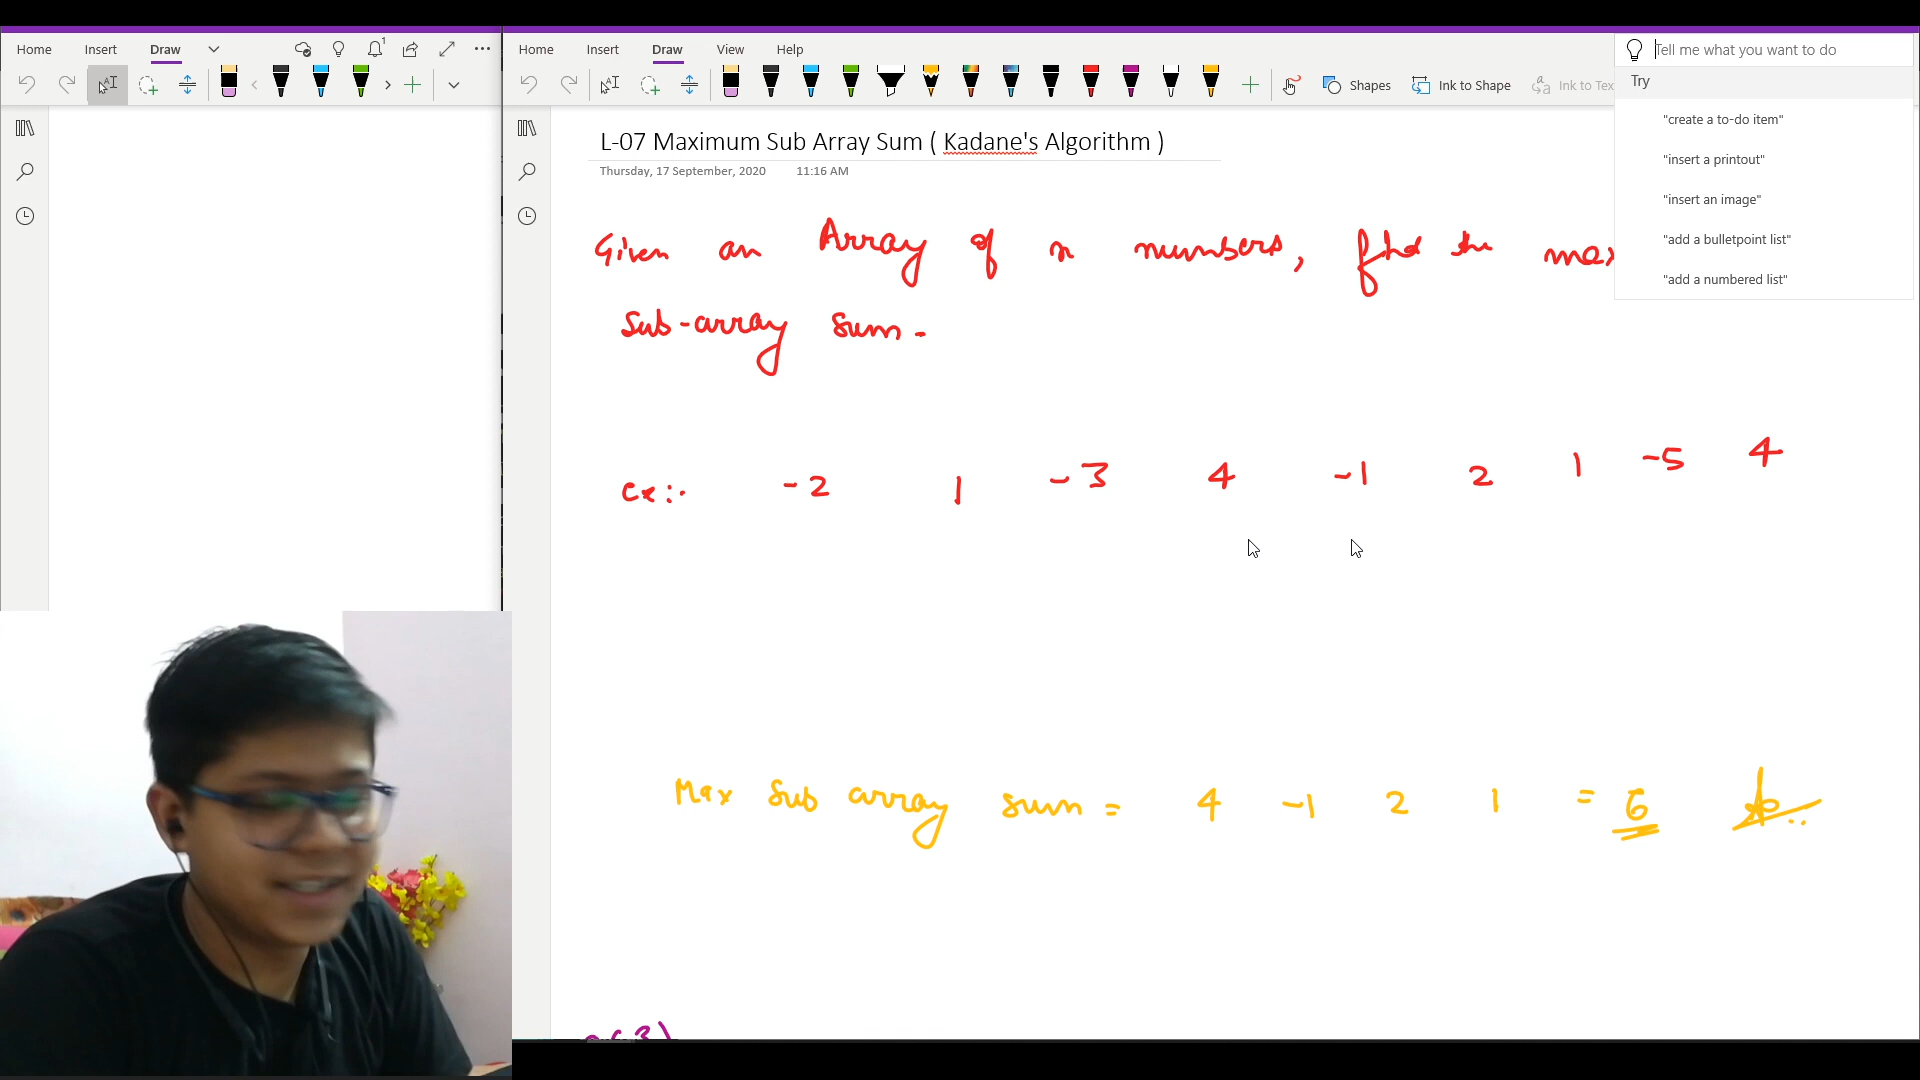 Home Insert Draw
Home Insert Draw View Help
Tell me what you want to do
Shapes Ink to Shape Ink to Tex
Try
"create a to-do item"
"insert a printout"
"insert an image"
"add a bulletpoint list"
"add a numbered list"
L-07 Maximum Sub Array Sum ( Kadane's Algorithm )
Thursday, 17 September, 2020 11:16 AM
Given an Array of n numbers, find the max
Sub-array sum -
ex:- -2 1 -3 4 -1 2 1 -5 4
Max Sub array sum = 4 -1 2 1 = 6